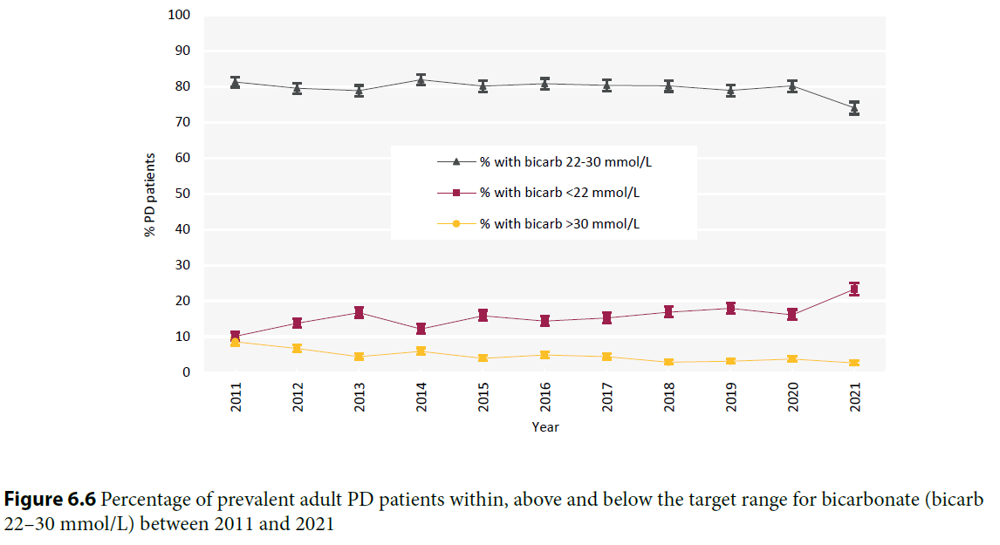 100
90
80
70
60
50
40
30
20
10
0
% PD patients
% with bicarb 22-30 mmol/L
% with bicarb <22 mmol/L
% with bicarb >30 mmol/L
2011 2012 2013 2014 2015 2016 2017 2018 2019 2020 2021
Year
Figure 6.6 Percentage of prevalent adult PD patients within, above and below the target range for bicarbonate (bicarb
22–30 mmol/L) between 2011 and 2021